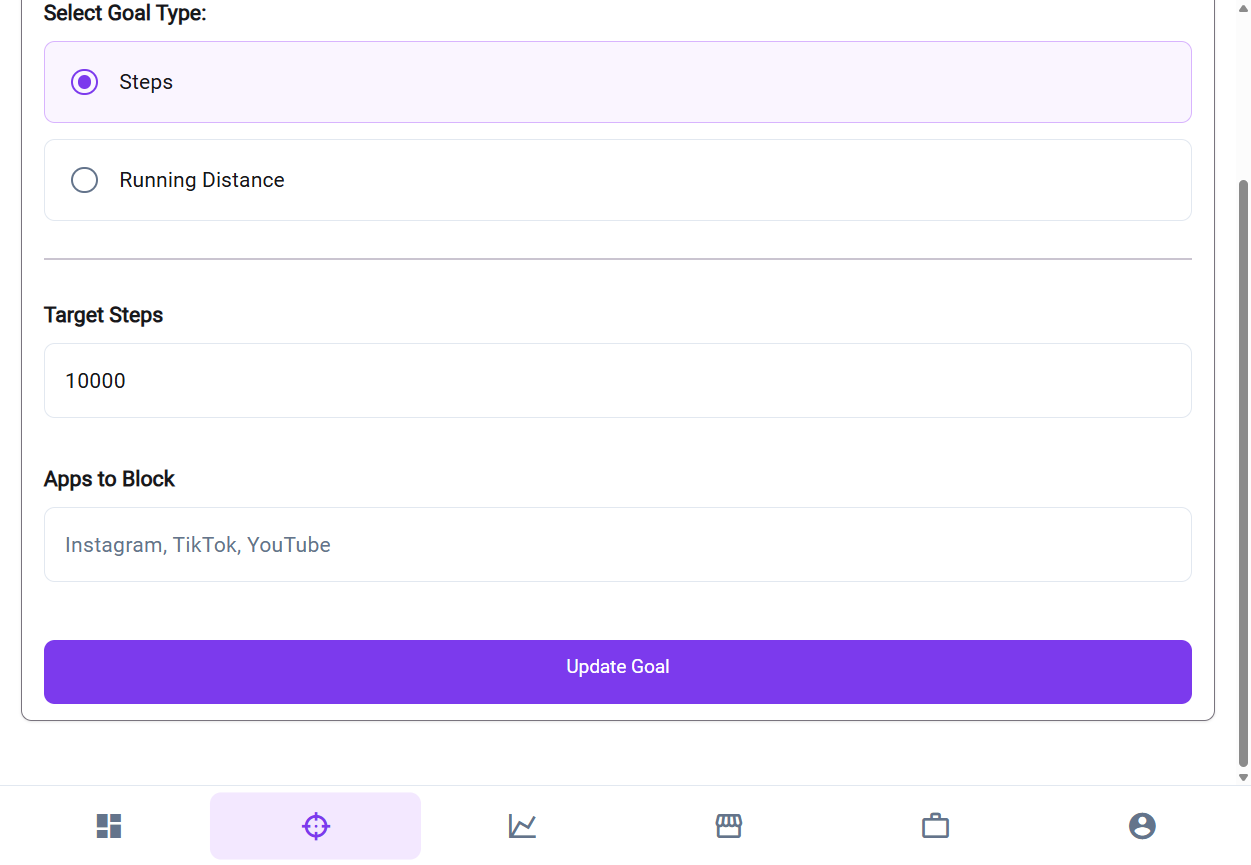 Select Goal Type:
Steps
Running Distance
Target Steps
10000
Apps to Block
Instagram, TikTok, YouTube
Update Goal